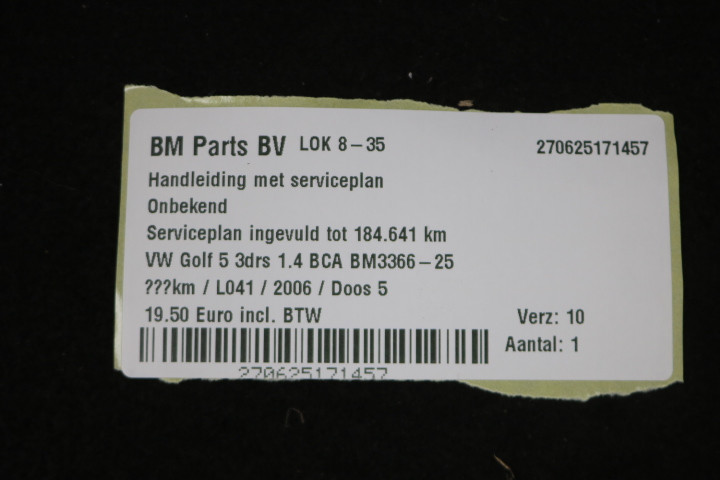 BM Parts BV LOK 8-35 270625171457
Handleiding met serviceplan
Onbekend
Serviceplan ingevuld tot 184.641 km
VW Golf 5 3drs 1.4 BCA BM3366-25
???km / L041 / 2006 / Doos 5
19.50 Euro incl. BTW Verz: 10
Aantal: 1
270625171457